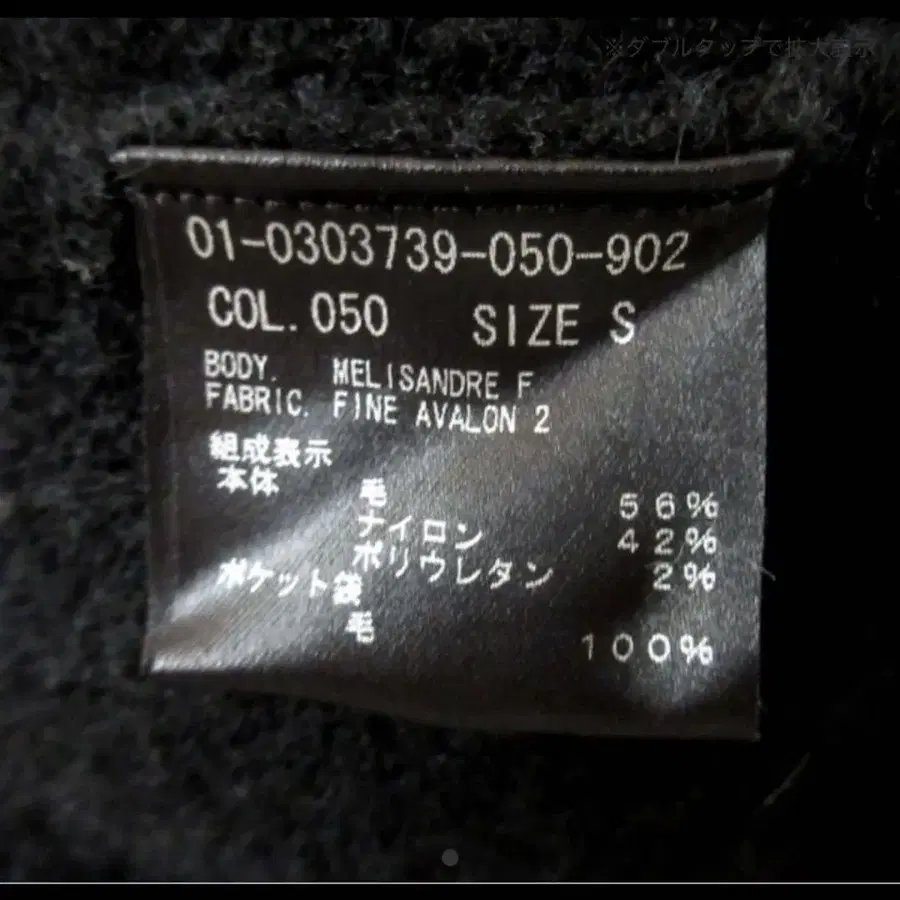 ※ダブルタップで拡大表示
01-0303739-050-902
COL. 050 SIZE S
BODY. MELISANDRE F
FABRIC. FINE AVALON 2
組成表示
本体
毛 56%
ナイロン 42%
ポリウレタン 2%
ポケット袋
毛 100%